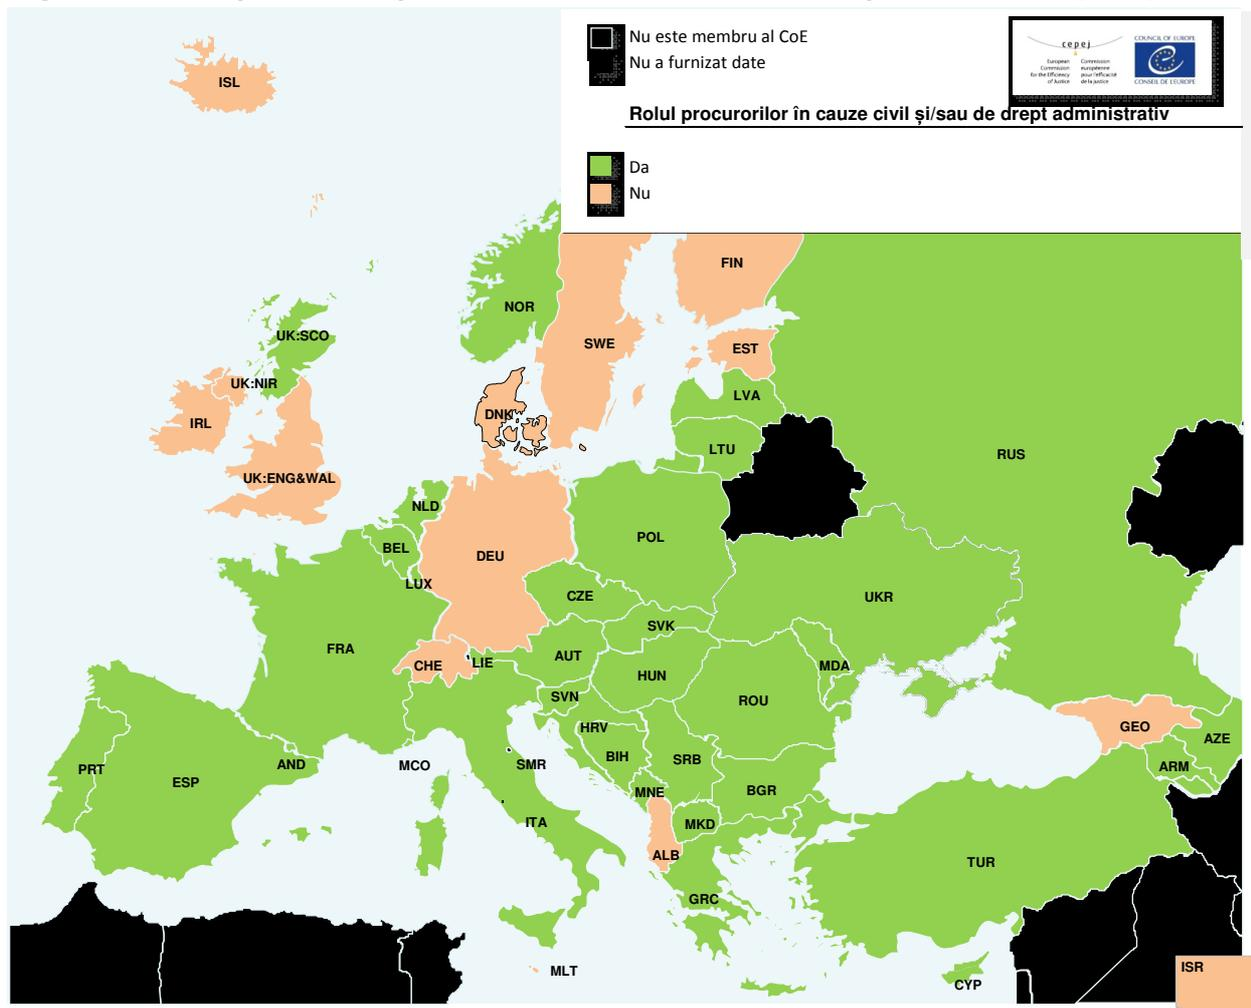 Nu este membru al CoE
Nu a furnizat date
cepej
European Commission for the Efficiency of Justice
Commission européenne pour l'efficacité de la justice
COUNCIL OF EUROPE
CONSEIL DE L'EUROPE
Rolul procurorilor în cauze civil și/sau de drept administrativ
Da
Nu
ISL
FIN
NOR
UK:SCO
SWE
EST
UK:NIR
LVA
DNK
IRL
LTU
RUS
UK:ENG&WAL
NLD
POL
BEL
DEU
LUX
CZE
UKR
SVK
FRA
AUT
CHE
LIE
MDA
HUN
SVN
ROU
HRV
GEO
AZE
BIH
SRB
AND
MCO
SMR
ARM
PRT
ESP
MNE
BGR
ITA
MKD
ALB
TUR
GRC
MLT
ISR
CYP